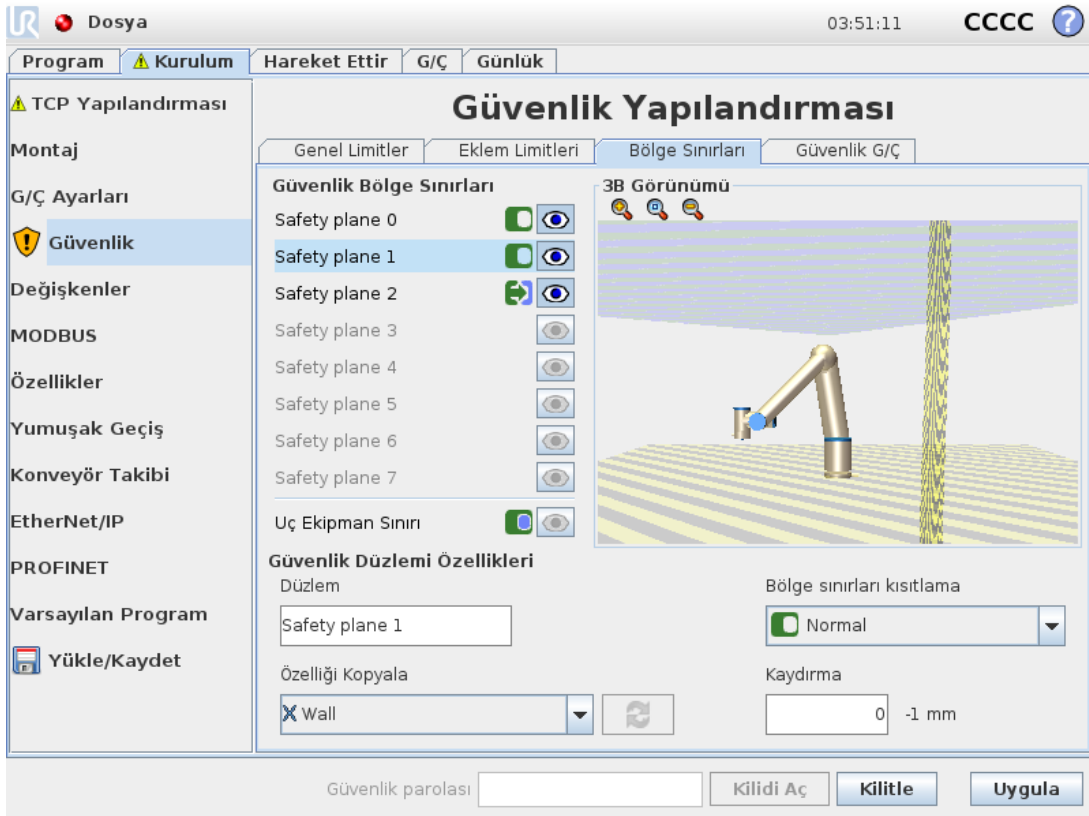 UR Dosya 03:51:11 CCCC ?
Program Kurulum Hareket Ettir G/Ç Günlük
TCP Yapılandırması
Montaj
G/Ç Ayarları
Güvenlik
Değişkenler
MODBUS
Özellikler
Yumuşak Geçiş
Konveyör Takibi
EtherNet/IP
PROFINET
Varsayılan Program
Yükle/Kaydet
Güvenlik Yapılandırması
Genel Limitler Eklem Limitleri Bölge Sınırları Güvenlik G/Ç
Güvenlik Bölge Sınırları
Safety plane 0
Safety plane 1
Safety plane 2
Safety plane 3
Safety plane 4
Safety plane 5
Safety plane 6
Safety plane 7
Uç Ekipman Sınırı
3B Görünümü
Güvenlik Düzlemi Özellikleri
Düzlem
Safety plane 1
Bölge sınırları kısıtlama
Normal
Özelliği Kopyala
Wall
Kaydırma
0 -1 mm
Güvenlik parolası Kilidi Aç Kilitle Uygula